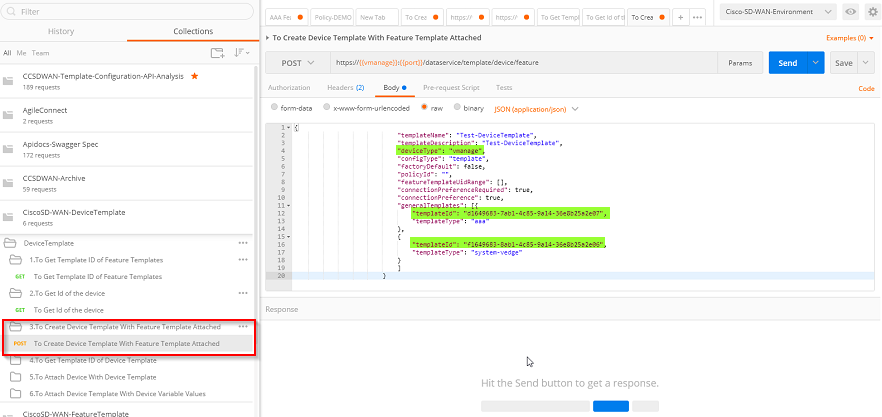 Filter
History
Collections
All Me Team
CCSDWAN-Template-Configuration-API-Analysis
189 requests
AgileConnect
2 requests
Apidocs-Swagger Spec
172 requests
CCSDWAN-Archive
59 requests
CiscoSD-WAN-DeviceTemplate
6 requests
DeviceTemplate
1.To Get Template ID of Feature Templates
GET To Get Template ID of Feature Templates
2.To Get Id of the device
GET To Get Id of the device
3.To Create Device Template With Feature Template Attached
POST To Create Device Template With Feature Template Attached
4.To Get Template ID of Device Template
5.To Attach Device With Device Template
6.To Attach Device Template With Device Variable Values
CiscoSD-WAN-FeatureTemplate
AAA Fe
Policy-DEMO
New Tab
To Crea
https://
https://
To Get Templ
To Get Id of t
To Crea
Cisco-SD-WAN-Environment
To Create Device Template With Feature Template Attached
Examples (0)
POST
https://{{vmanage}}:{{port}}/dataservice/template/device/feature
Params
Send
Save
Authorization
Headers (2)
Body
Pre-request Script
Tests
Code
form-data
x-www-form-urlencoded
raw
binary
JSON (application/json)
1 {
2 "templateName": "Test-DeviceTemplate",
3 "templateDescription": "Test-DeviceTemplate",
4 "deviceType": "vmanage",
5 "configType": "template",
6 "factoryDefault": false,
7 "policyId": "",
8 "featureTemplateUidRange": [],
9 "connectionPreferenceRequired": true,
10 "connectionPreference": true,
11 "generalTemplates": [{
12 "templateId": "d1649683-7ab1-4c85-9a14-36e8b25a2e07",
13 "templateType": "aaa"
14 },
15 {
16 "templateId": "f1649683-8ab1-4c85-9a14-36e8b25a2e06",
17 "templateType": "system-vedge"
18 }
19 ]
20 }
Response
Hit the Send button to get a response.